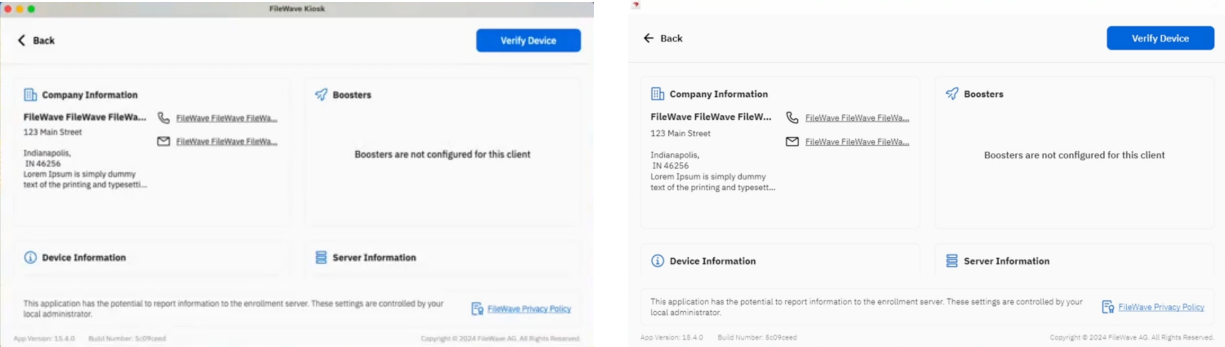 FileWave Kiosk
Back
Verify Device
Company Information
FileWave FileWave FileWa...
123 Main Street
Indianapolis,
IN 46256
Lorem Ipsum is simply dummy
text of the printing and typesetti...
FileWave FileWave FileWa...
FileWave FileWave FileWa...
Boosters
Boosters are not configured for this client
Device Information
Server Information
This application has the potential to report information to the enrollment server. These settings are controlled by your
local administrator.
FileWave Privacy Policy
App Version: 15.4.0 Build Number: 5c09ceed
Copyright © 2024 FileWave AG. All Rights Reserved.
Back
Verify Device
Company Information
FileWave FileWave FileW...
123 Main Street
Indianapolis,
IN 46256
Lorem Ipsum is simply dummy
text of the printing and typesett...
FileWave FileWave FileWa...
FileWave FileWave FileWa...
Boosters
Boosters are not configured for this client
Device Information
Server Information
This application has the potential to report information to the enrollment server. These settings are controlled by your
local administrator.
FileWave Privacy Policy
App Version: 15.4.0 Build Number: 5c09ceed
Copyright © 2024 FileWave AG. All Rights Reserved.